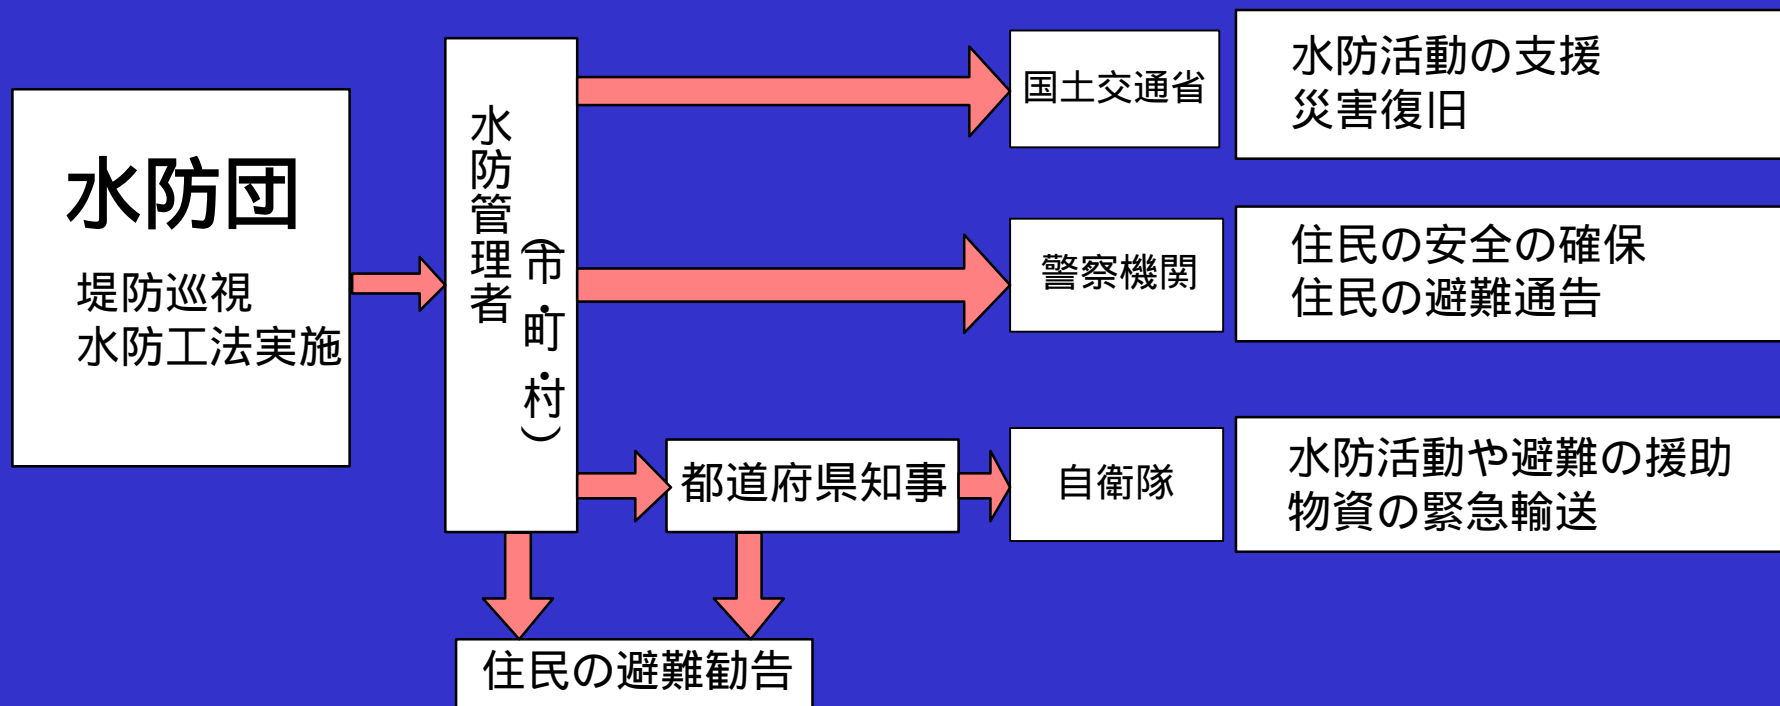 水防団
堤防巡視
水防工法実施
水防管理者
（市・町・村）
国土交通省
水防活動の支援
災害復旧
警察機関
住民の安全の確保
住民の避難通告
都道府県知事
自衛隊
水防活動や避難の援助
物資の緊急輸送
住民の避難勧告